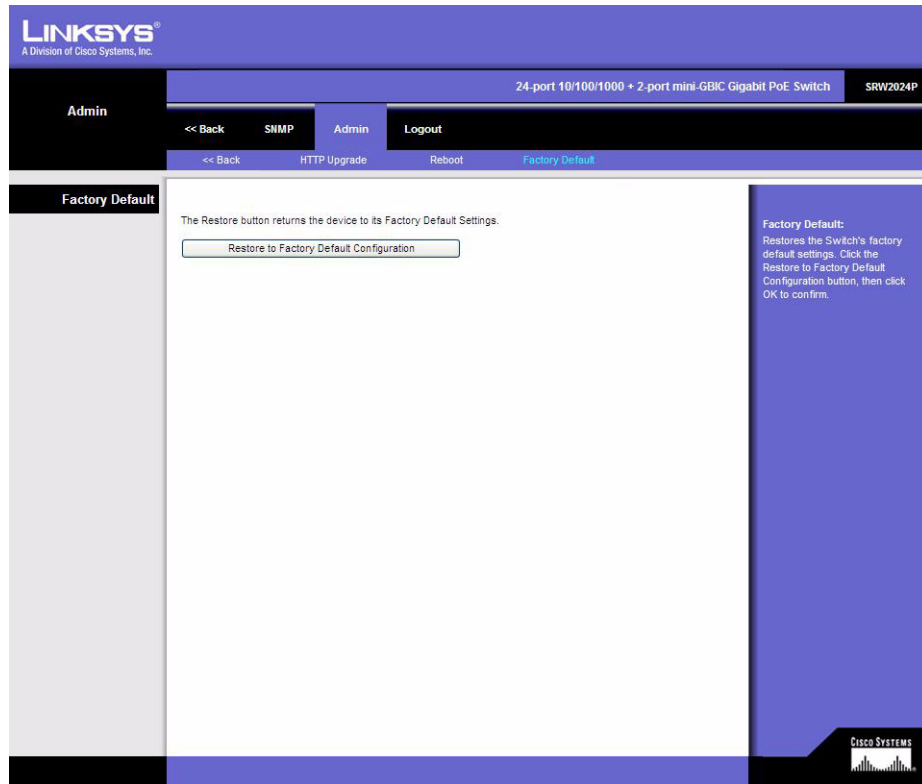 LINKSYS®
A Division of Cisco Systems, Inc.
24-port 10/100/1000 + 2-port mini-GBIC Gigabit PoE Switch SRW2024P
Admin
<< Back SNMP Admin Logout
<< Back HTTP Upgrade Reboot Factory Default
Factory Default
The Restore button returns the device to its Factory Default Settings.
Restore to Factory Default Configuration
Factory Default:
Restores the Switch's factory
default settings. Click the
Restore to Factory Default
Configuration button, then click
OK to confirm.
CISCO SYSTEMS